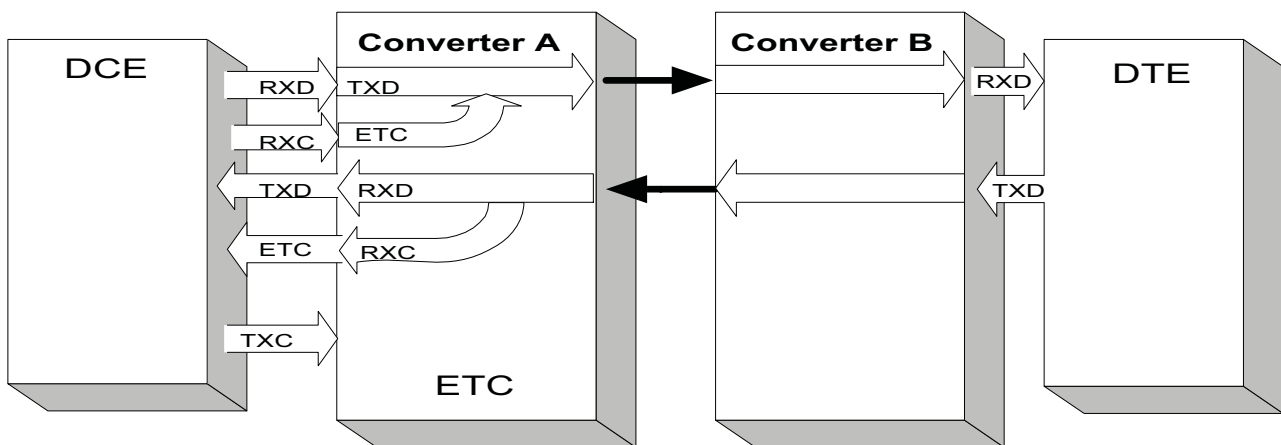 Converter A
Converter B
DCE
DTE
RXD
TXD
RXD
RXC
ETC
TXD
RXD
TXD
ETC
RXC
TXC
ETC